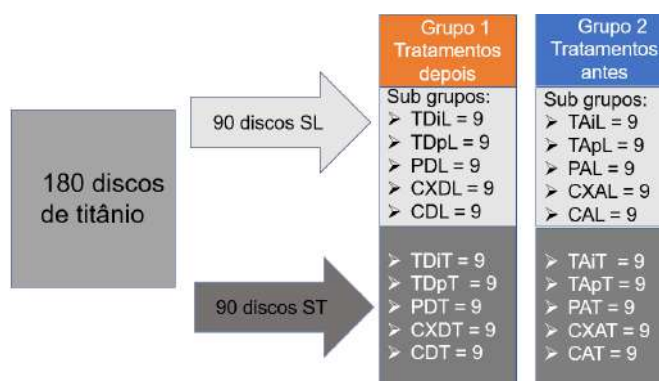 180 discos
de titânio
90 discos SL
90 discos ST
Grupo 1
Tratamentos
depois
Sub grupos:
➢ TDiL = 9
➢ TDpL = 9
➢ PDL = 9
➢ CXDL = 9
➢ CDL = 9
➢ TDiT = 9
➢ TDpT = 9
➢ PDT = 9
➢ CXDT = 9
➢ CDT = 9
Grupo 2
Tratamentos
antes
Sub grupos:
➢ TAiL = 9
➢ TApL = 9
➢ PAL = 9
➢ CXAL = 9
➢ CAL = 9
➢ TAiT = 9
➢ TApT = 9
➢ PAT = 9
➢ CXAT = 9
➢ CAT = 9